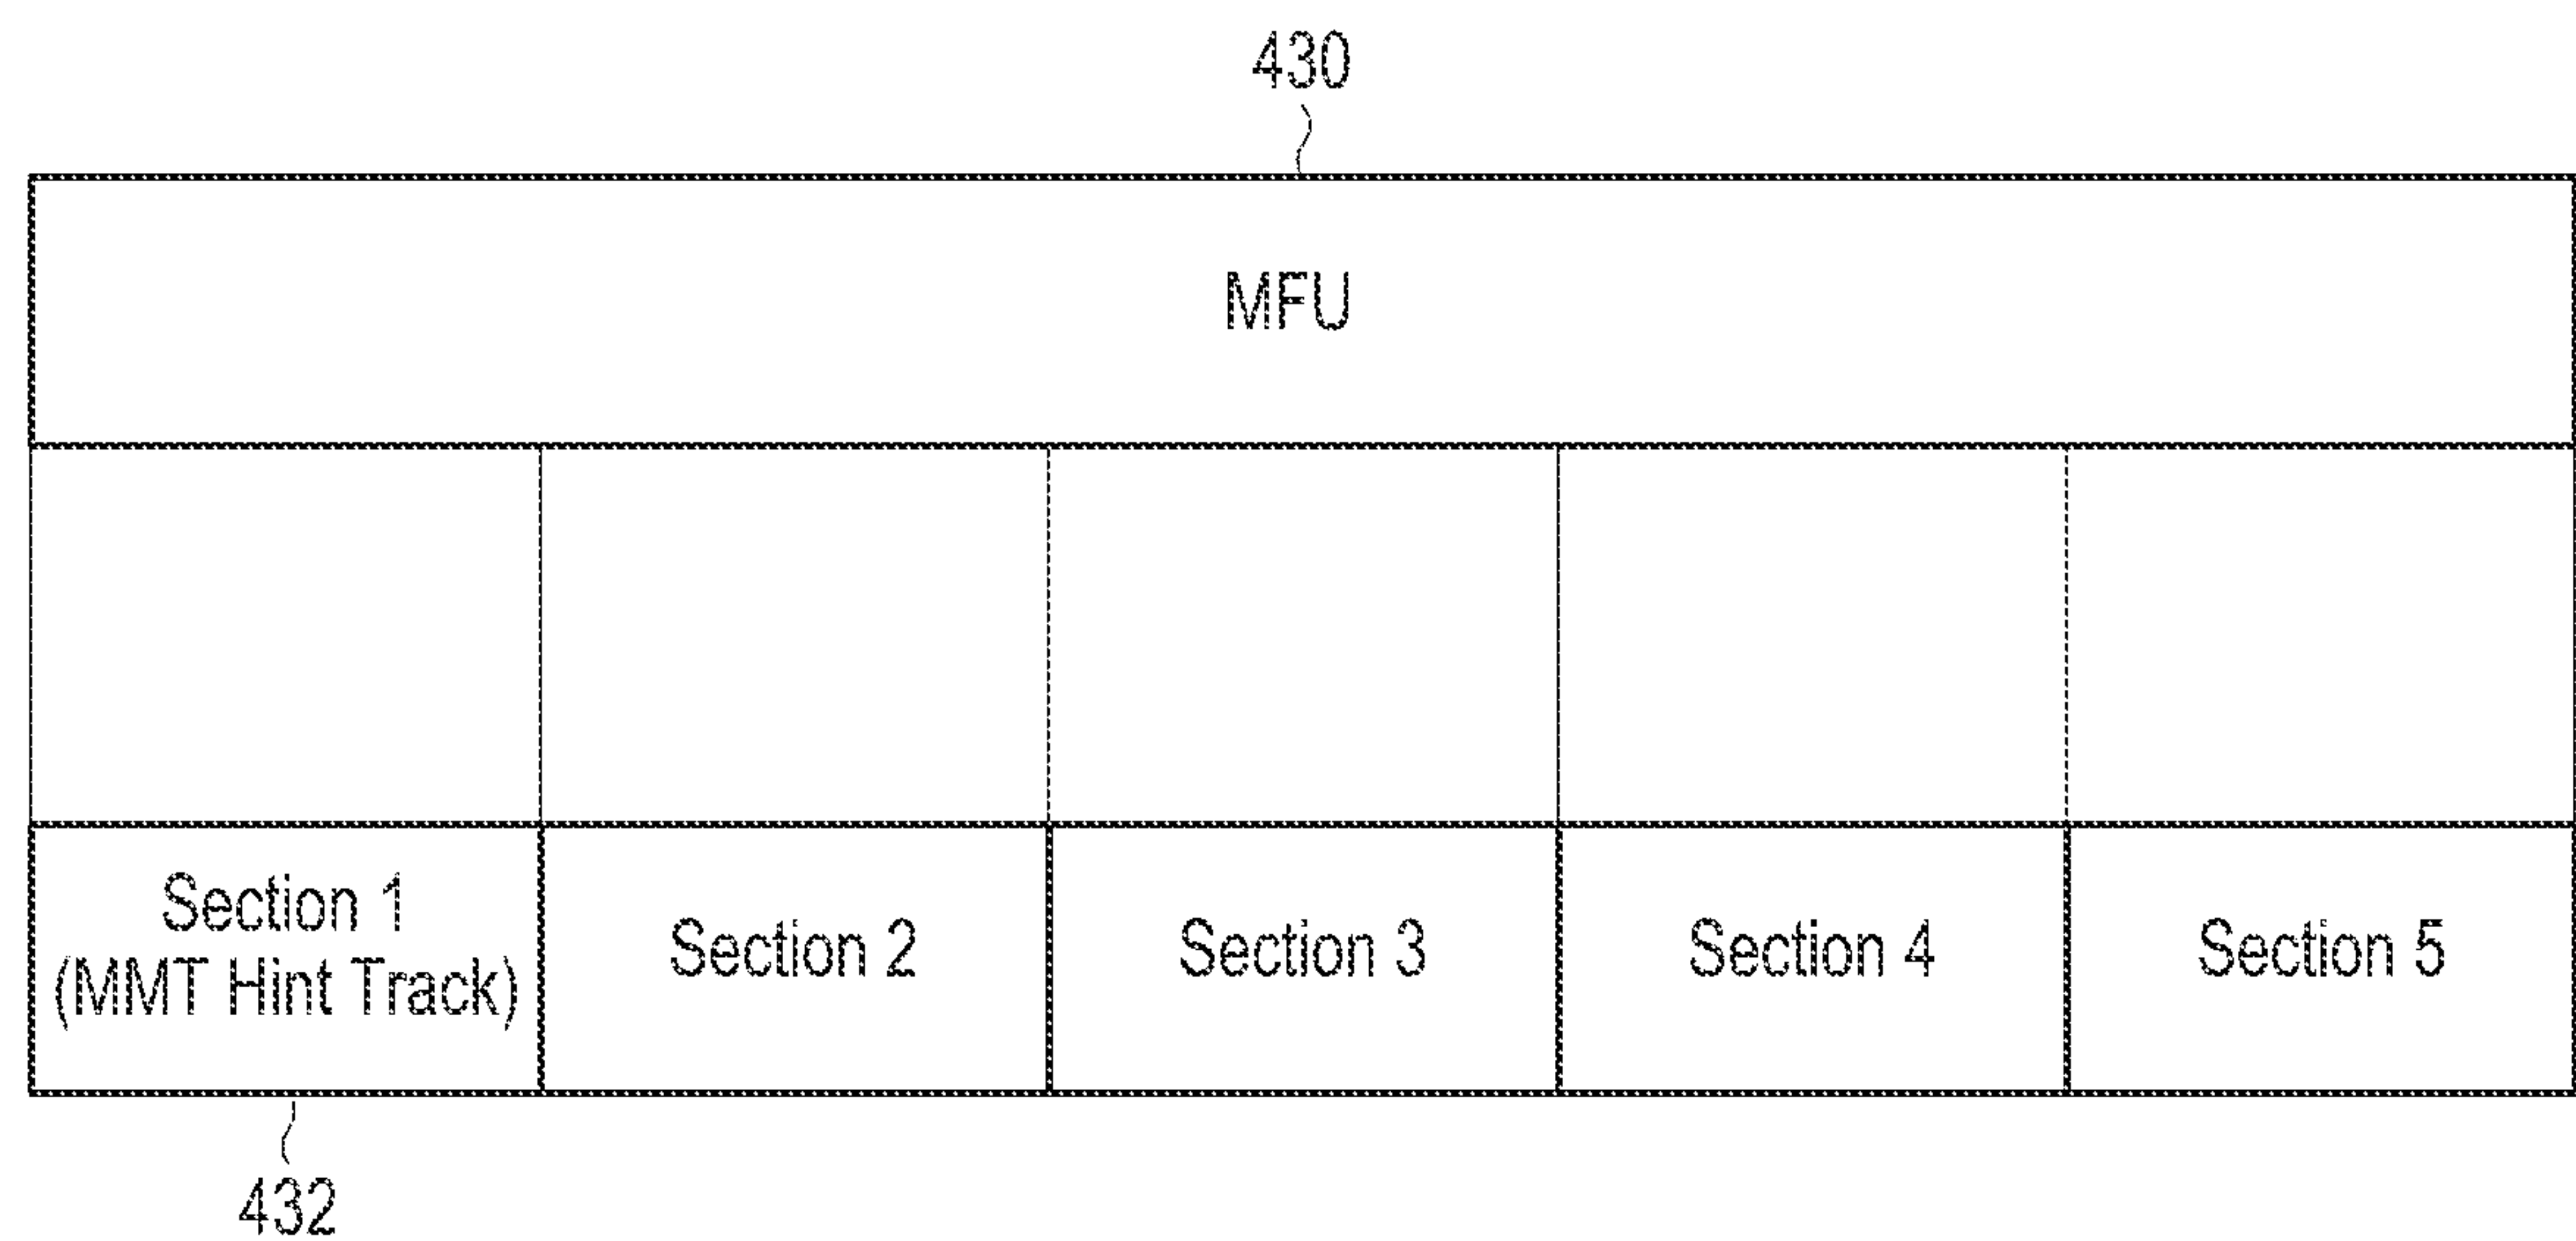 430
MFU
Section 1
(MMT Hint Track)
Section 2
Section 3
Section 4
Section 5
432